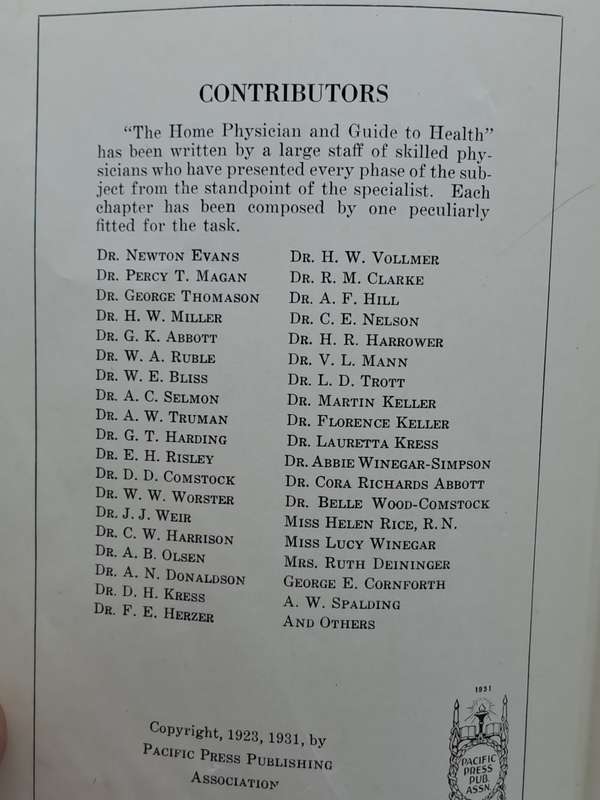 CONTRIBUTORS
"The Home Physician and Guide to Health"
has been written by a large staff of skilled phy-
sicians who have presented every phase of the sub-
ject from the standpoint of the specialist. Each
chapter has been composed by one peculiarly
fitted for the task.
DR. NEWTON EVANS
DR. PERCY T. MAGAN
DR. GEORGE THOMASON
DR. H. W. MILLER
DR. G. K. ABBOTT
DR. W. A. RUBLE
DR. W. E. BLISS
DR. A. C. SELMON
DR. A. W. TRUMAN
DR. G. T. HARDING
DR. E. H. RISLEY
DR. D. D. COMSTOCK
DR. W. W. WORSTER
DR. J. J. WEIR
DR. C. W. HARRISON
DR. A. B. OLSEN
DR. A. N. DONALDSON
DR. D. H. KRESS
DR. F. E. HERZER
DR. H. W. VOLLMER
DR. R. M. CLARKE
DR. A. F. HILL
DR. C. E. NELSON
DR. H. R. HARROWER
DR. V. L. MANN
DR. L. D. TROTT
DR. MARTIN KELLER
DR. FLORENCE KELLER
DR. LAURETTA KRESS
DR. ABBIE WINEGAR-SIMPSON
DR. CORA RICHARDS ABBOTT
DR. BELLE WOOD-COMSTOCK
MISS HELEN RICE, R. N.
MISS LUCY WINEGAR
MRS. RUTH DEININGER
GEORGE E. CORNFORTH
A. W. SPALDING
AND OTHERS
Copyright, 1923, 1931, by
PACIFIC PRESS PUBLISHING
ASSOCIATION
1931
PACIFIC
PRESS
PUB.
ASSN.